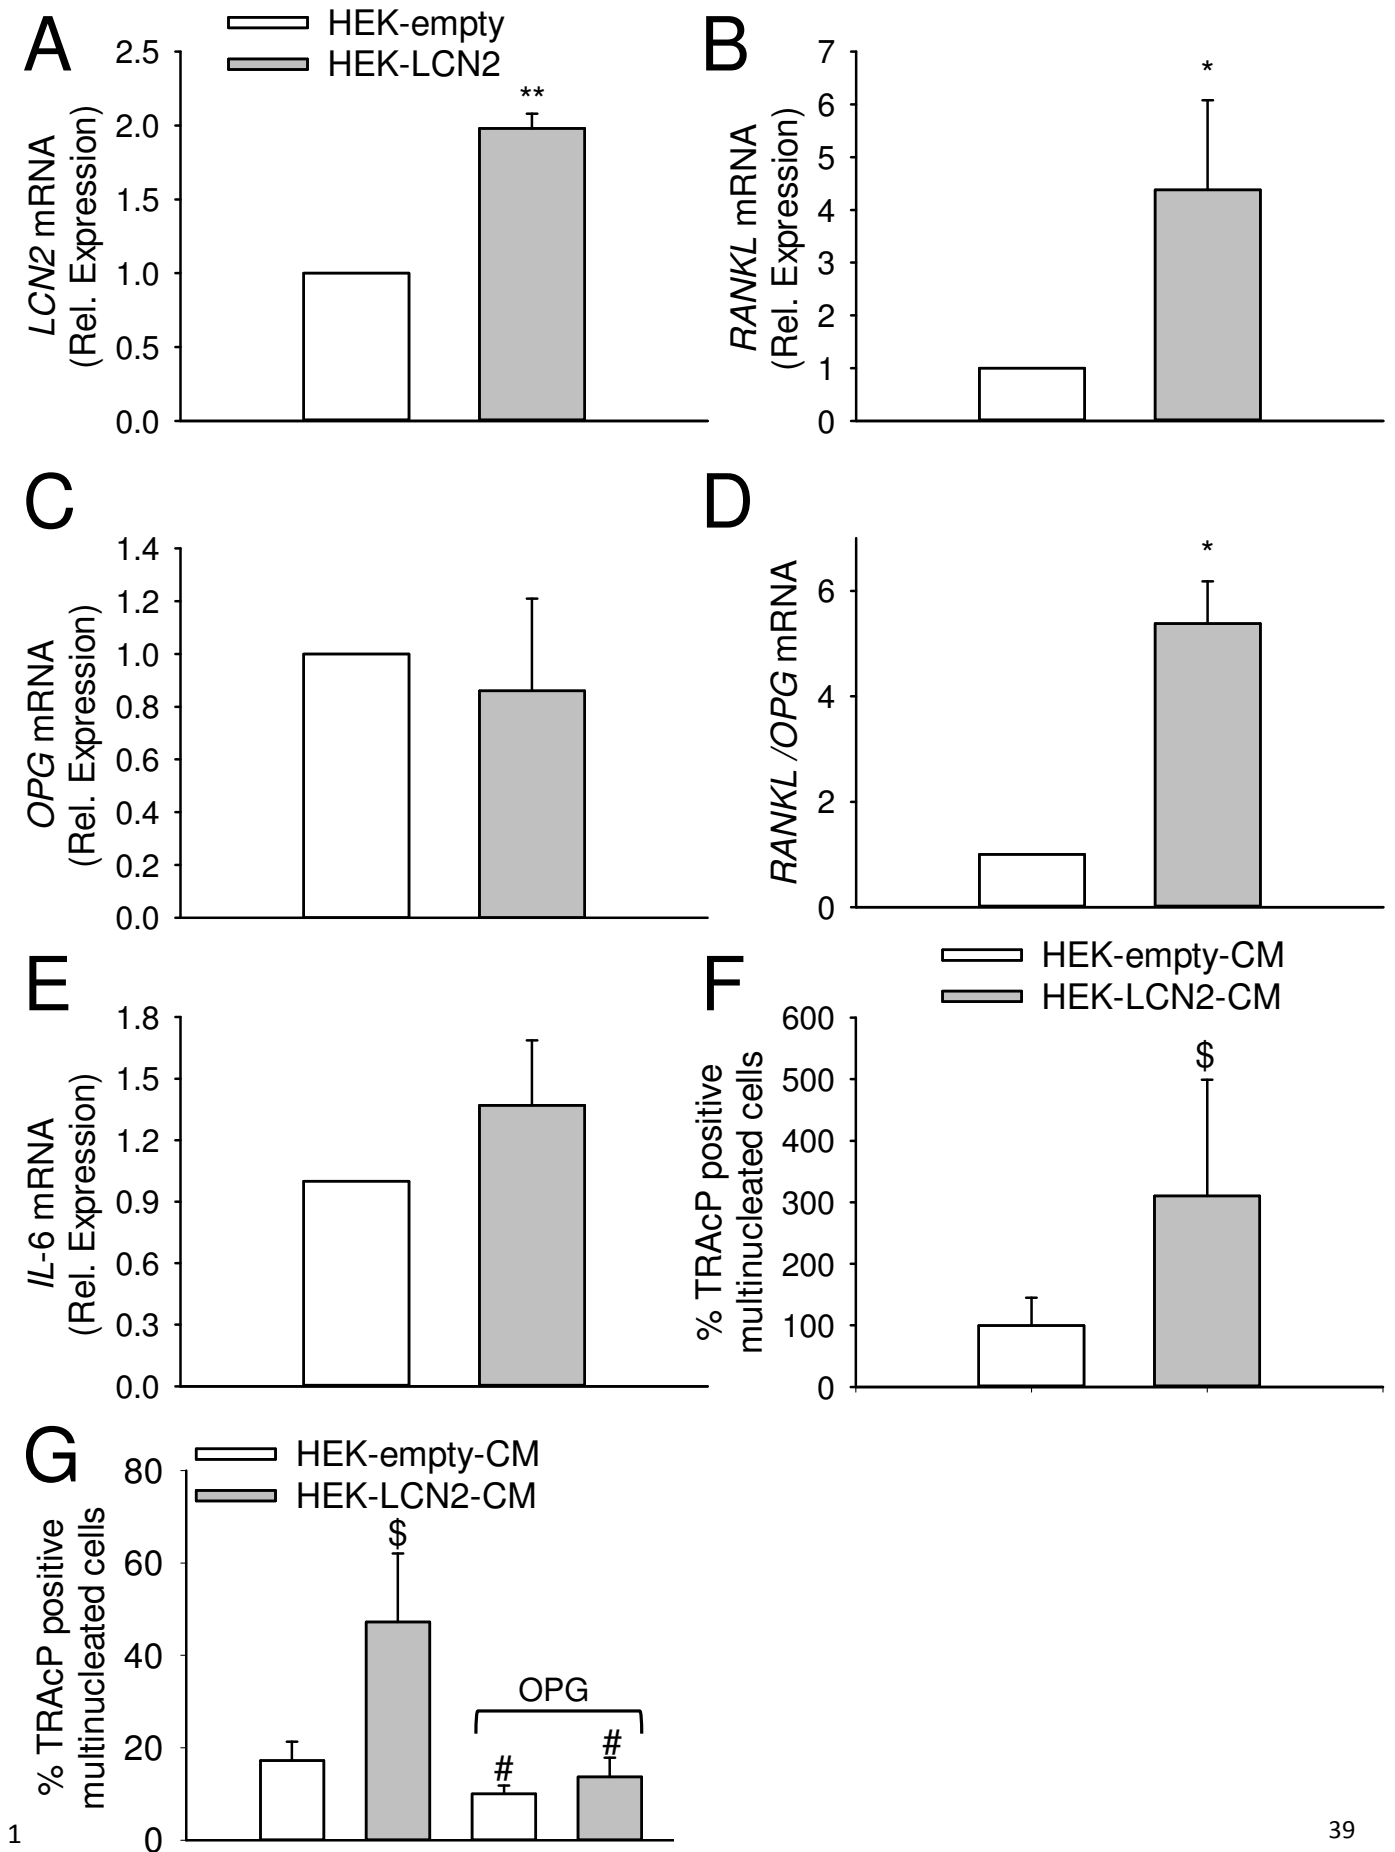 A
HEK-empty
HEK-LCN2
2.5
2.0
1.5
1.0
0.5
0.0
LCN2 mRNA
(Rel. Expression)
**
B
7
6
5
4
3
2
1
0
RANKL mRNA
(Rel. Expression)
*
C
1.4
1.2
1.0
0.8
0.6
0.4
0.2
0.0
OPG mRNA
(Rel. Expression)
D
6
4
2
0
RANKL /OPG mRNA
*
E
1.8
1.5
1.2
0.9
0.6
0.3
0.0
IL-6 mRNA
(Rel. Expression)
F
HEK-empty-CM
HEK-LCN2-CM
600
500
400
300
200
100
0
% TRAcP positive
multinucleated cells
$
G
HEK-empty-CM
HEK-LCN2-CM
80
60
40
20
0
% TRAcP positive
multinucleated cells
$
OPG
#
#
1
39